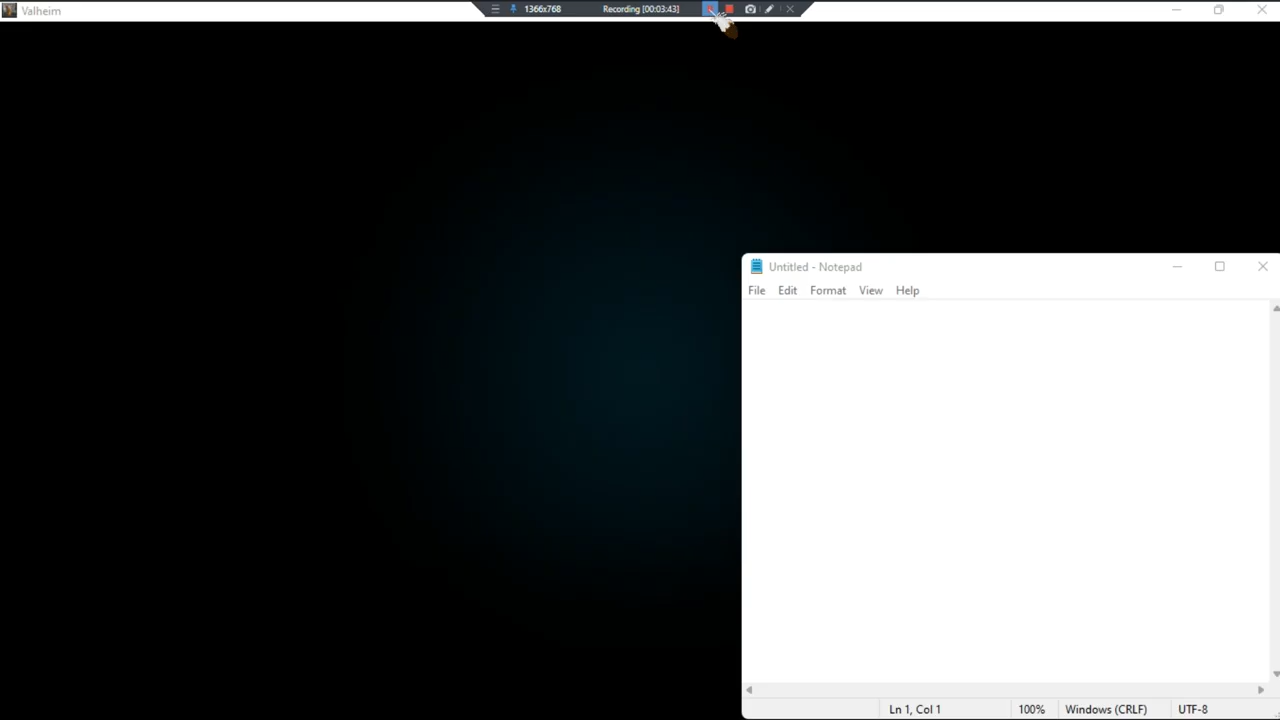 Valheim
1366x768 Recording [00:03:43]
Untitled - Notepad
File Edit Format View Help
Ln 1, Col 1 100% Windows (CRLF) UTF-8